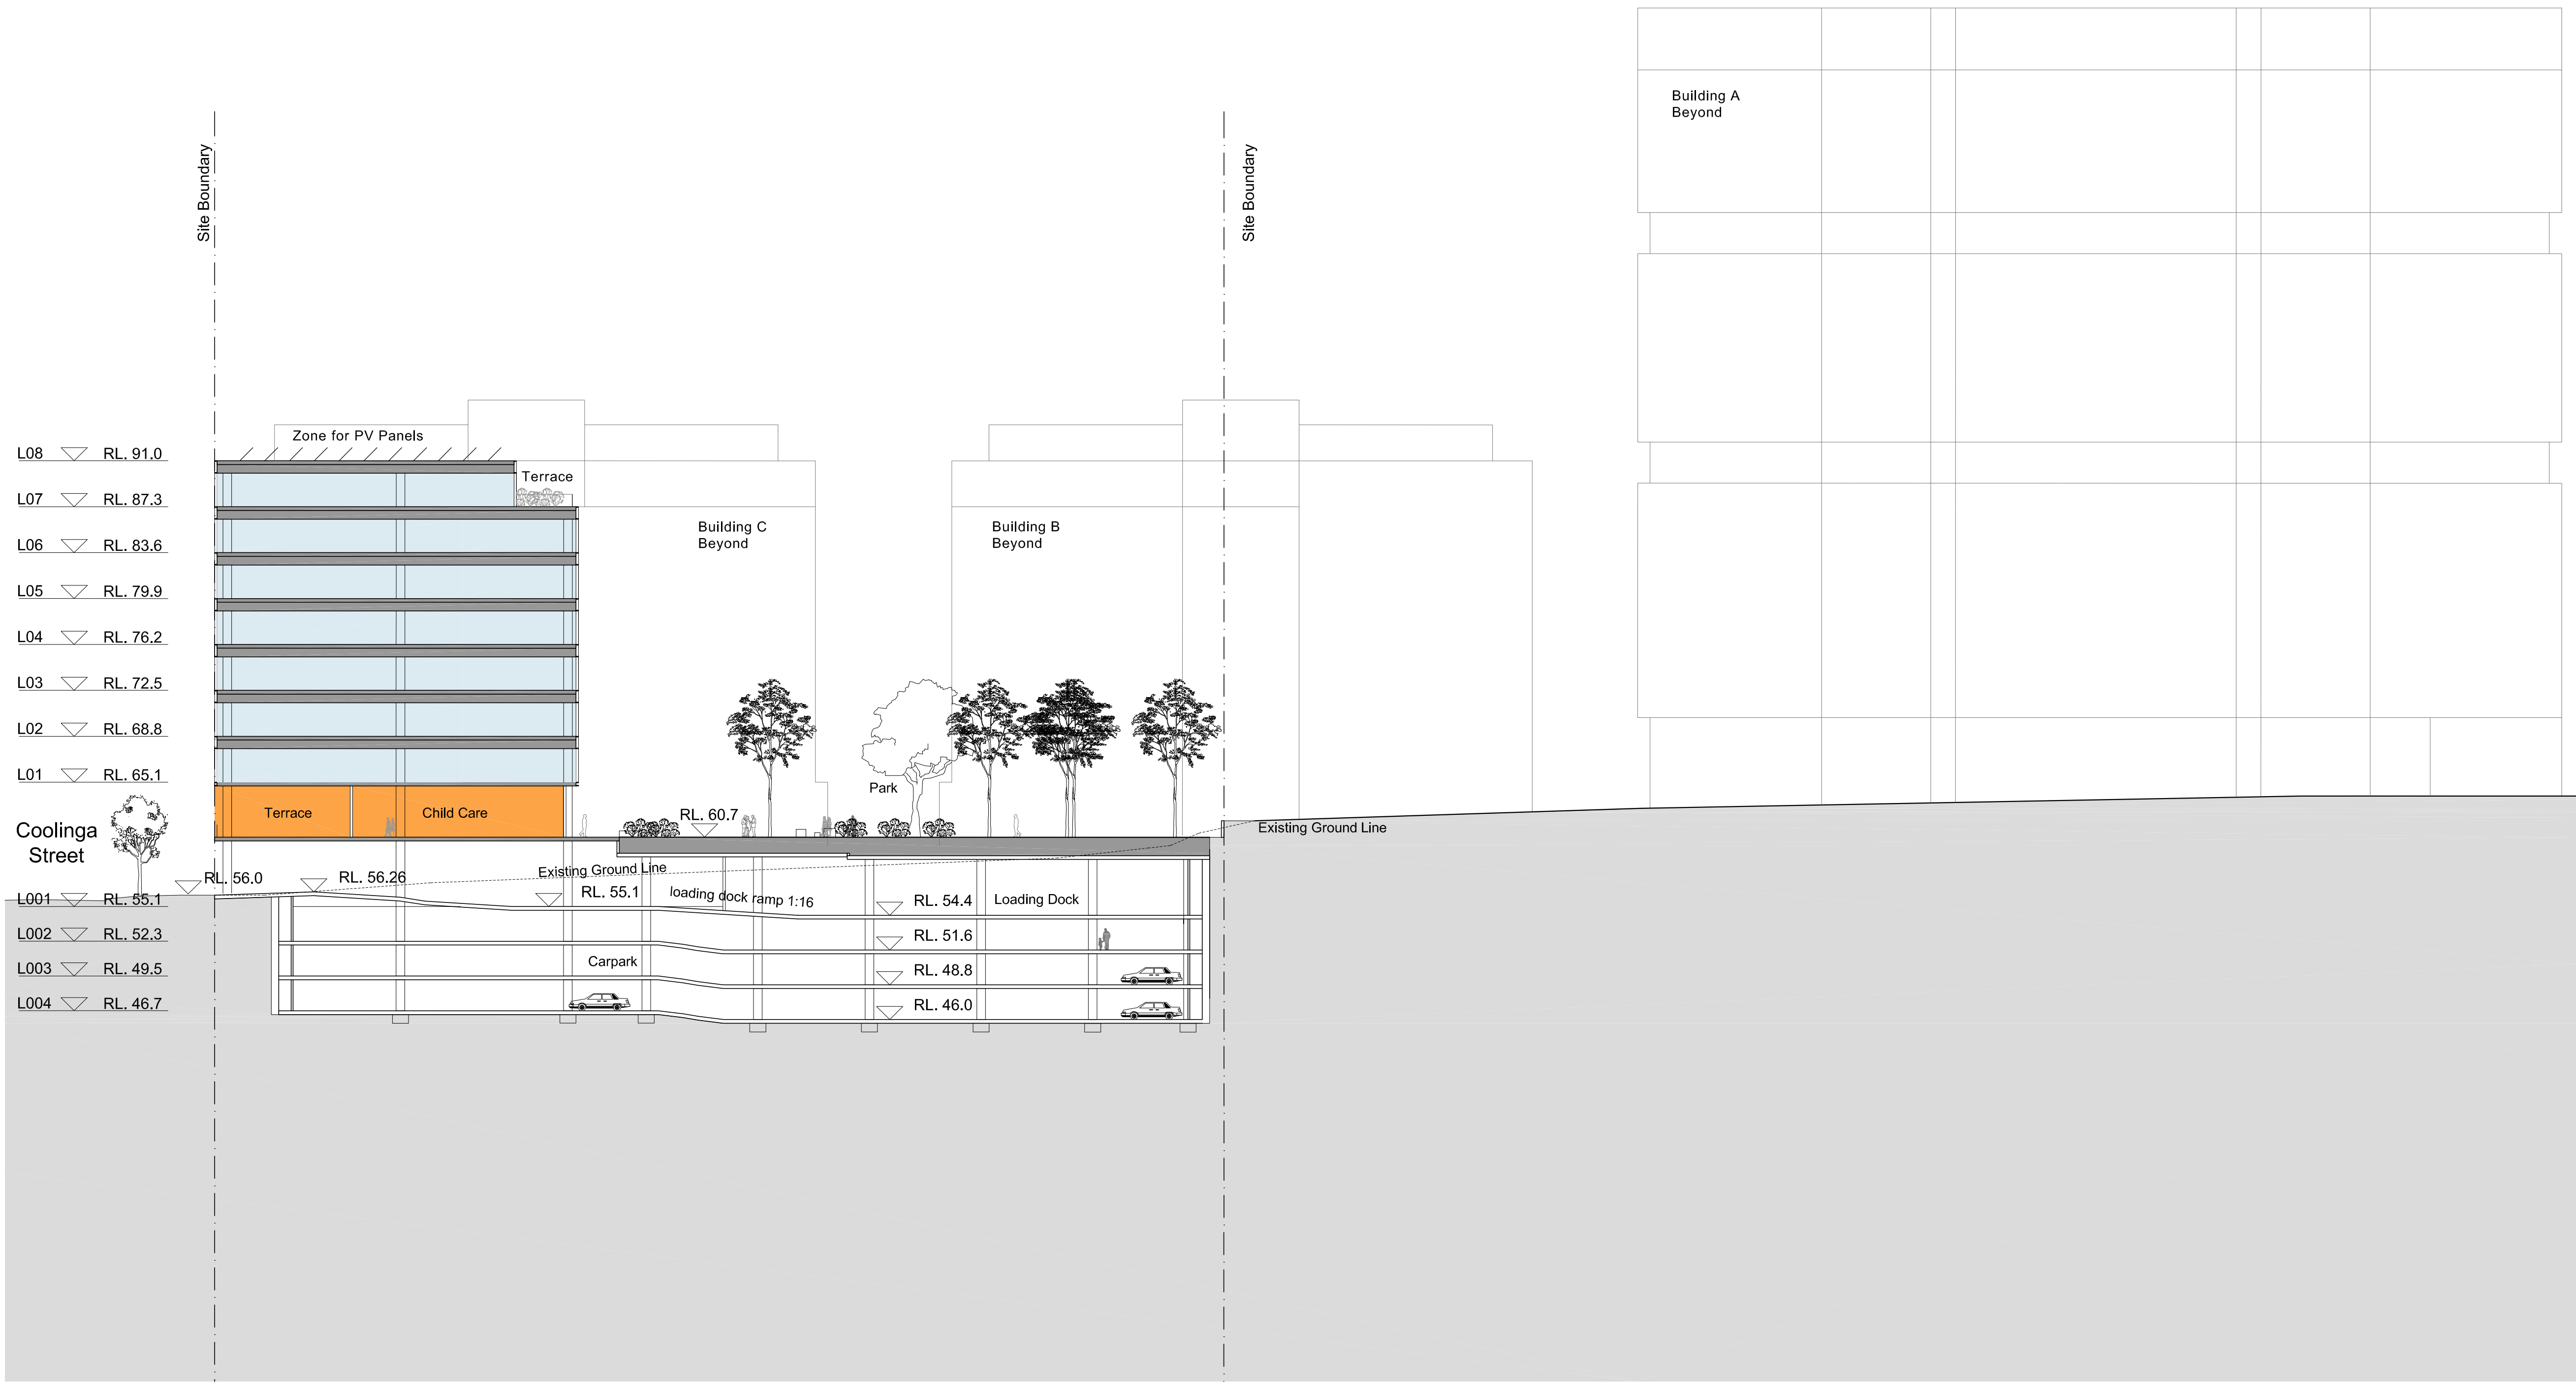 Building A
Beyond
Site Boundary
Site Boundary
Zone for PV Panels
L08 RL. 91.0
Terrace
L07 RL. 87.3
Building C
Beyond
Building B
Beyond
L06 RL. 83.6
L05 RL. 79.9
L04 RL. 76.2
L03 RL. 72.5
L02 RL. 68.8
L01 RL. 65.1
Park
Terrace
Child Care
RL. 60.7
Coolinga
Street
Existing Ground Line
Existing Ground Line
RL. 56.0
RL. 56.26
L001 RL. 55.1
RL. 55.1
loading dock ramp 1:16
RL. 54.4
Loading Dock
L002 RL. 52.3
RL. 51.6
Carpark
L003 RL. 49.5
RL. 48.8
L004 RL. 46.7
RL. 46.0